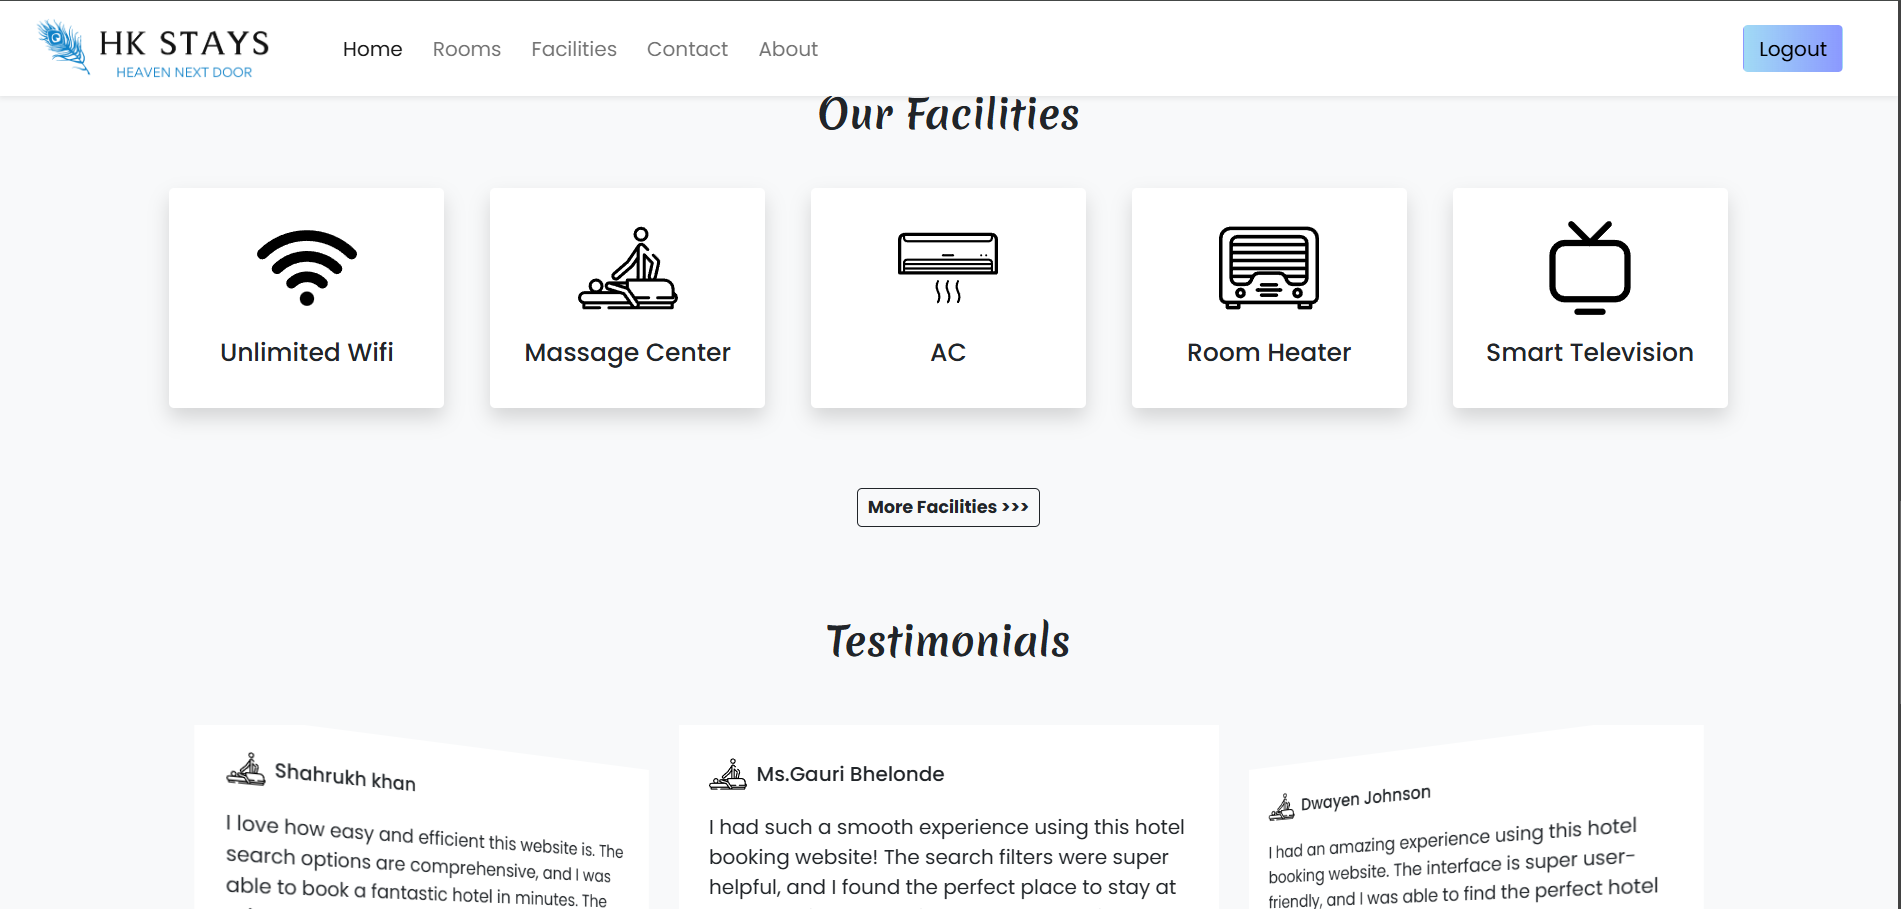 HK STAYS
HEAVEN NEXT DOOR
Home Rooms Facilities Contact About
Logout
Our Facilities
Unlimited Wifi
Massage Center
AC
Room Heater
Smart Television
More Facilities >>>
Testimonials
Shahrukh khan
I love how easy and efficient this website is. The
search options are comprehensive, and I was
able to book a fantastic hotel in minutes. The
Ms.Gauri Bhelonde
I had such a smooth experience using this hotel
booking website! The search filters were super
helpful, and I found the perfect place to stay at
Dwayen Johnson
I had an amazing experience using this hotel
booking website. The interface is super user-
friendly, and I was able to find the perfect hotel